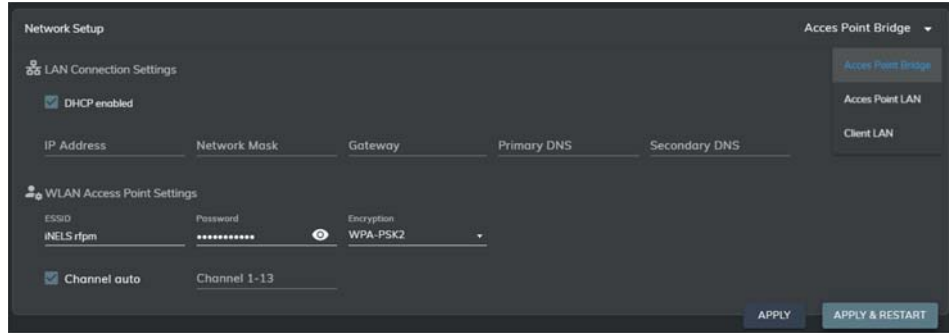 Network Setup
Acces Point Bridge
LAN Connection Settings
Acces Point Bridge
DHCP enabled
Acces Point LAN
Client LAN
IP Address Network Mask Gateway Primary DNS Secondary DNS
WLAN Access Point Settings
ESSID Password Encryption
iNELS rfpm ••••••••••• WPA-PSK2
Channel auto Channel 1-13
APPLY APPLY & RESTART